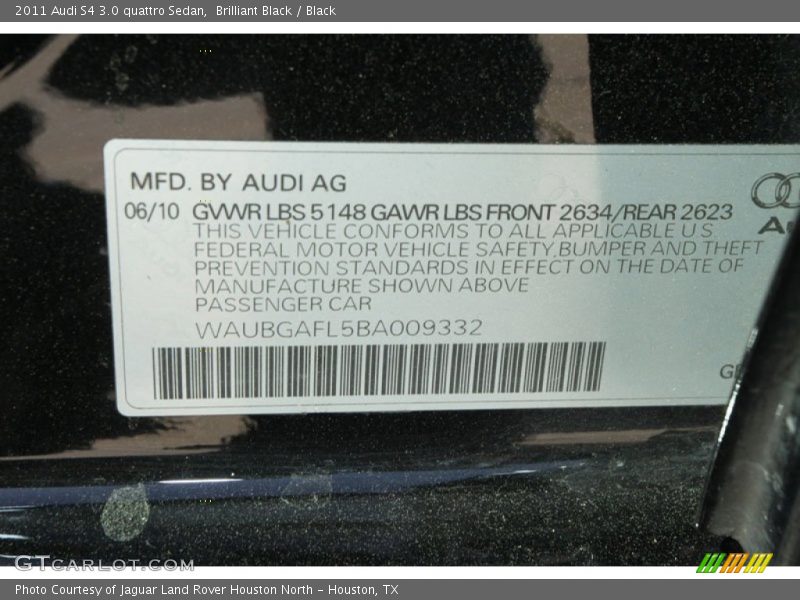 2011 Audi S4 3.0 quattro Sedan,  Brilliant Black / Black
MFD. BY AUDI AG
06/10 GVWR LBS 5148 GAWR LBS FRONT 2634/REAR 2623
THIS VEHICLE CONFORMS TO ALL APPLICABLE U S
FEDERAL MOTOR VEHICLE SAFETY,BUMPER AND THEFT
PREVENTION STANDARDS IN EFFECT ON THE DATE OF
MANUFACTURE SHOWN ABOVE
PASSENGER CAR
WAUBGAFL5BA009332
GTCARLOT.COM
Photo Courtesy of Jaguar Land Rover Houston North - Houston, TX